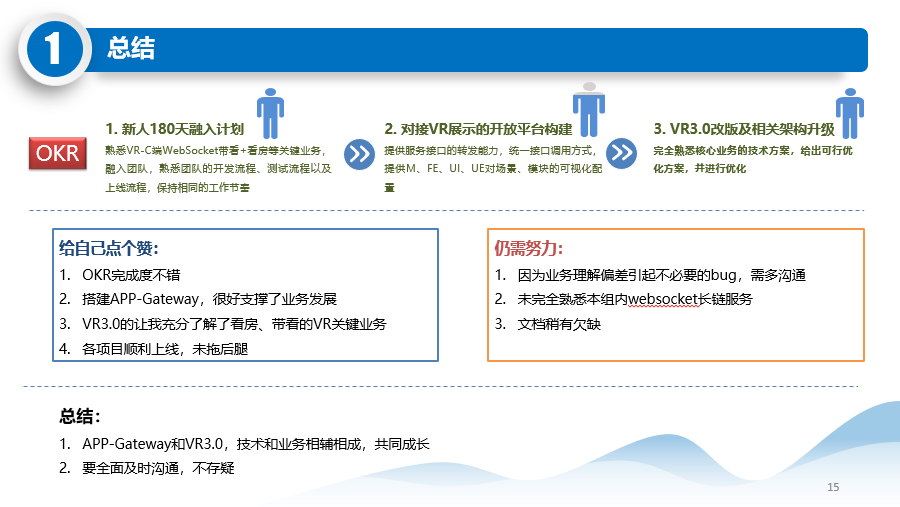 1
总结
OKR
1. 新人180天融入计划
熟悉VR-C端WebSocket带看+看房等关键业务，
融入团队，熟悉团队的开发流程、测试流程以及
上线流程，保持相同的工作节奏
2. 对接VR展示的开放平台构建
提供服务接口的转发能力，统一接口调用方式，
提供M、FE、UI、UE对场景、模块的可视化配
置
3. VR3.0改版及相关架构升级
完全熟悉核心业务的技术方案，给出可行优
化方案，并进行优化
给自己点个赞：
1. OKR完成度不错
2. 搭建APP-Gateway，很好支撑了业务发展
3. VR3.0的让我充分了解了看房、带看的VR关键业务
4. 各项目顺利上线，未拖后腿
仍需努力：
1. 因为业务理解偏差引起不必要的bug，需多沟通
2. 未完全熟悉本组内websocket长链服务
3. 文档稍有欠缺
总结：
1. APP-Gateway和VR3.0，技术和业务相辅相成，共同成长
2. 要全面及时沟通，不存疑
15